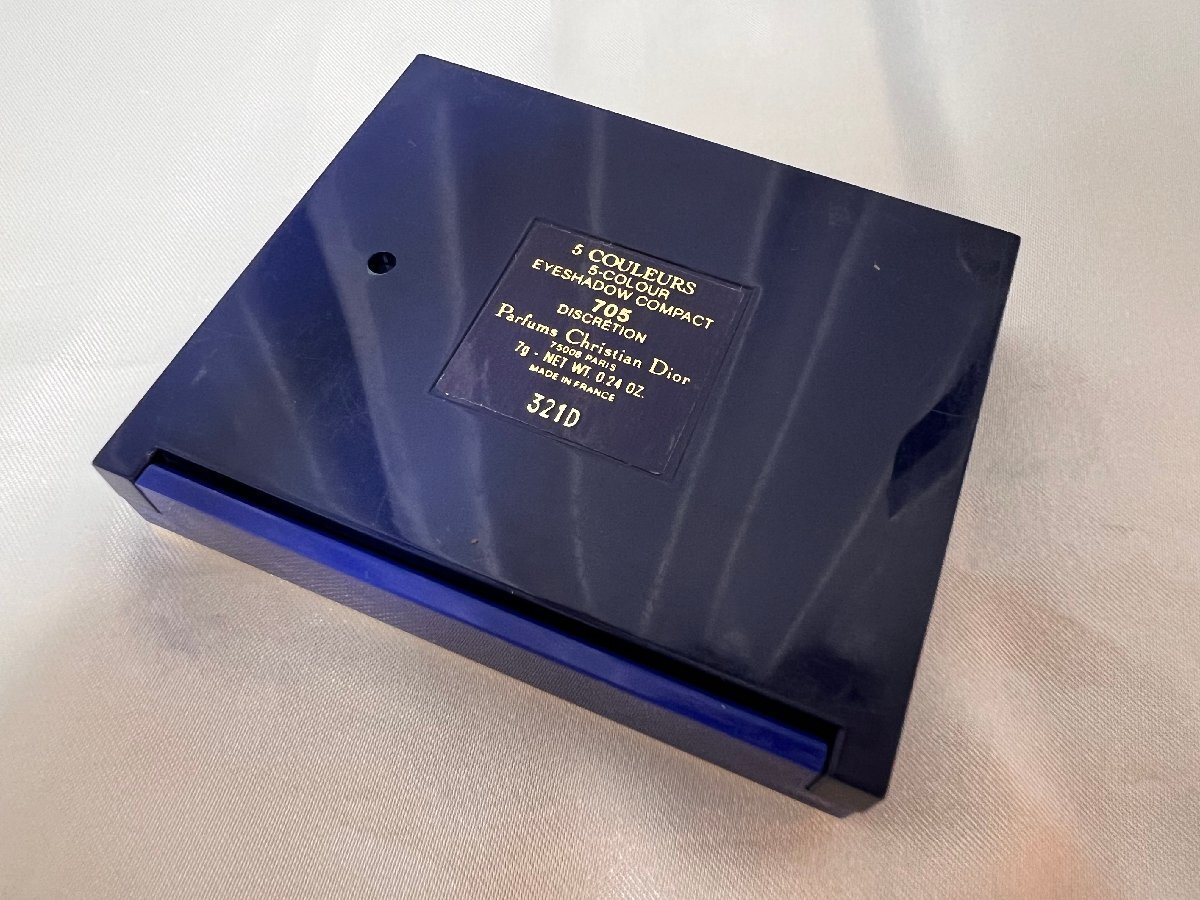 5 COULEURS
5-COLOUR
EYESHADOW COMPACT
705
DISCRÉTION
Parfums Christian Dior
75008 PARIS
7g - NET WT. 0.24 OZ.
MADE IN FRANCE
321D